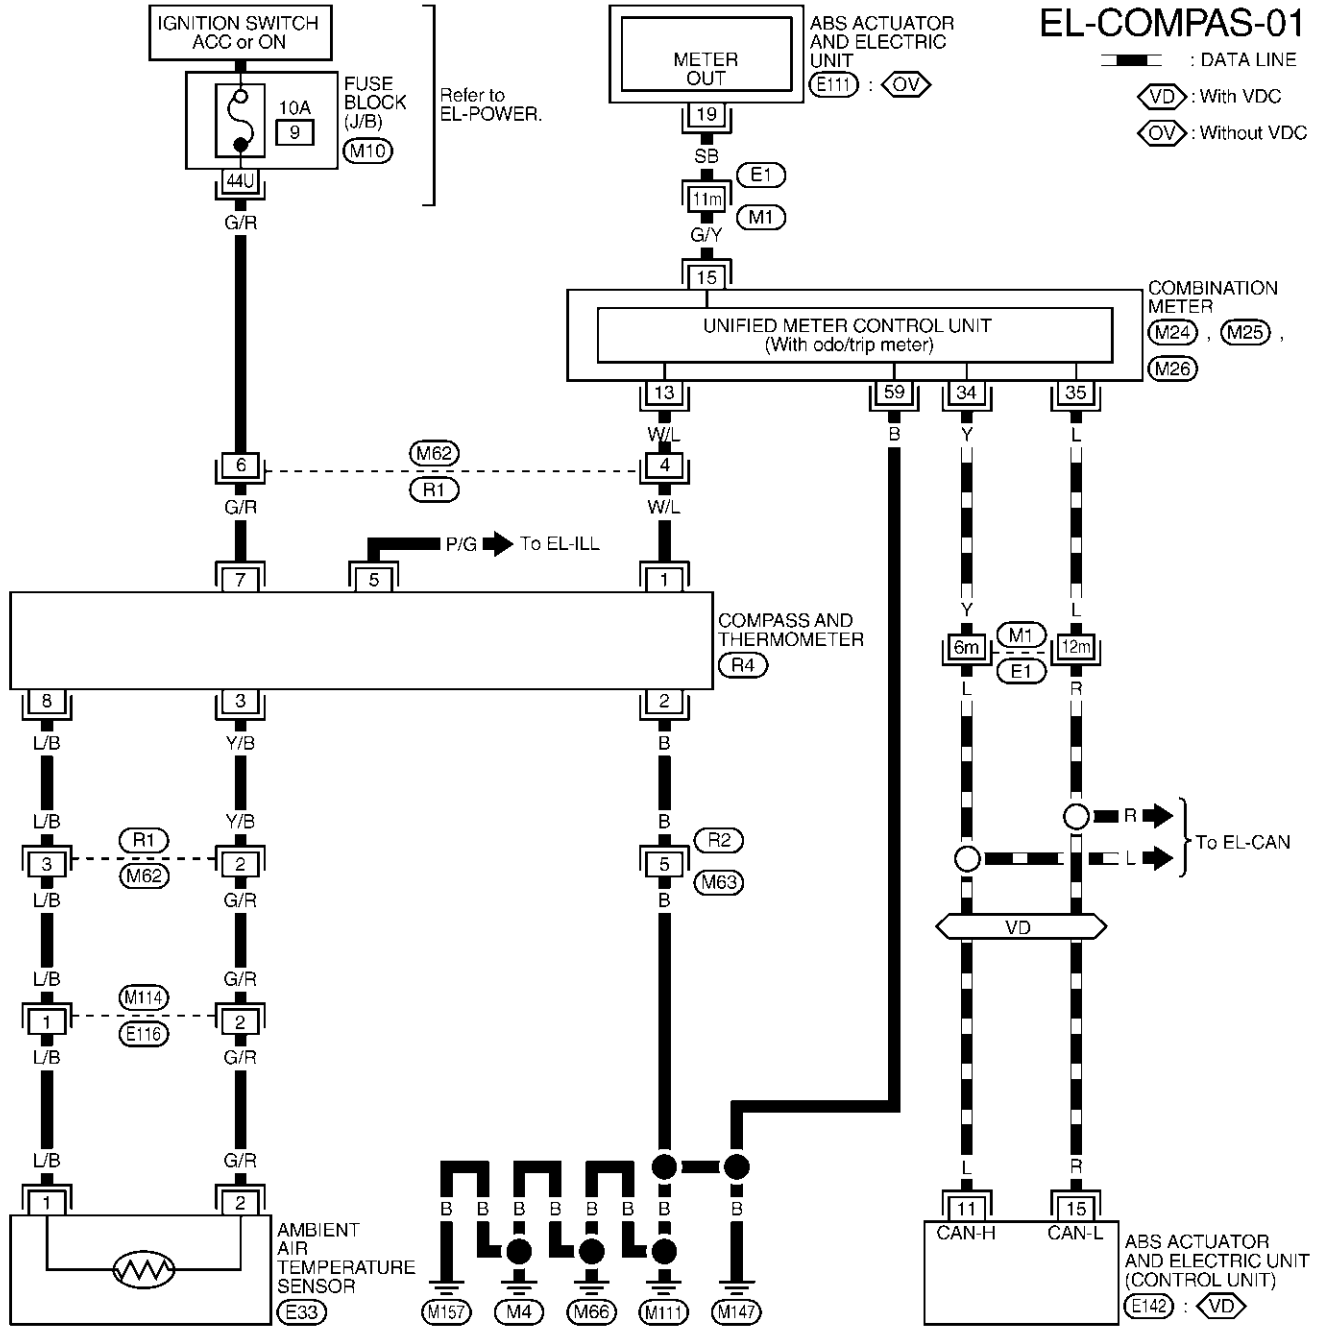 EL-COMPAS-01
: DATA LINE
VD : With VDC
OV : Without VDC
IGNITION SWITCH
ACC or ON
FUSE
BLOCK
(J/B)
M10
10A
9
44U
Refer to
EL-POWER.
G/R
METER
OUT
ABS ACTUATOR
AND ELECTRIC
UNIT
E111 : OV
19
SB
E1
11m
M1
G/Y
15
UNIFIED METER CONTROL UNIT
(With odo/trip meter)
COMBINATION
METER
M24 , M25 ,
M26
13
59
34
35
W/L
B
Y
L
6
M62
R1
4
G/R
W/L
P/G
To EL-ILL
7
5
1
COMPASS AND
THERMOMETER
R4
Y
L
6m
M1
E1
12m
L
R
8
3
2
L/B
Y/B
B
L/B
Y/B
B
3
R1
M62
2
5
R2
M63
L/B
G/R
B
R
L
To EL-CAN
VD
L/B
G/R
1
M114
E116
2
L/B
G/R
L/B
G/R
L
R
1
2
B
B
B
B
B
B
B
B
11
15
CAN-H
CAN-L
AMBIENT
AIR
TEMPERATURE
SENSOR
E33
M157
M4
M66
M111
M147
ABS ACTUATOR
AND ELECTRIC UNIT
(CONTROL UNIT)
E142 : VD